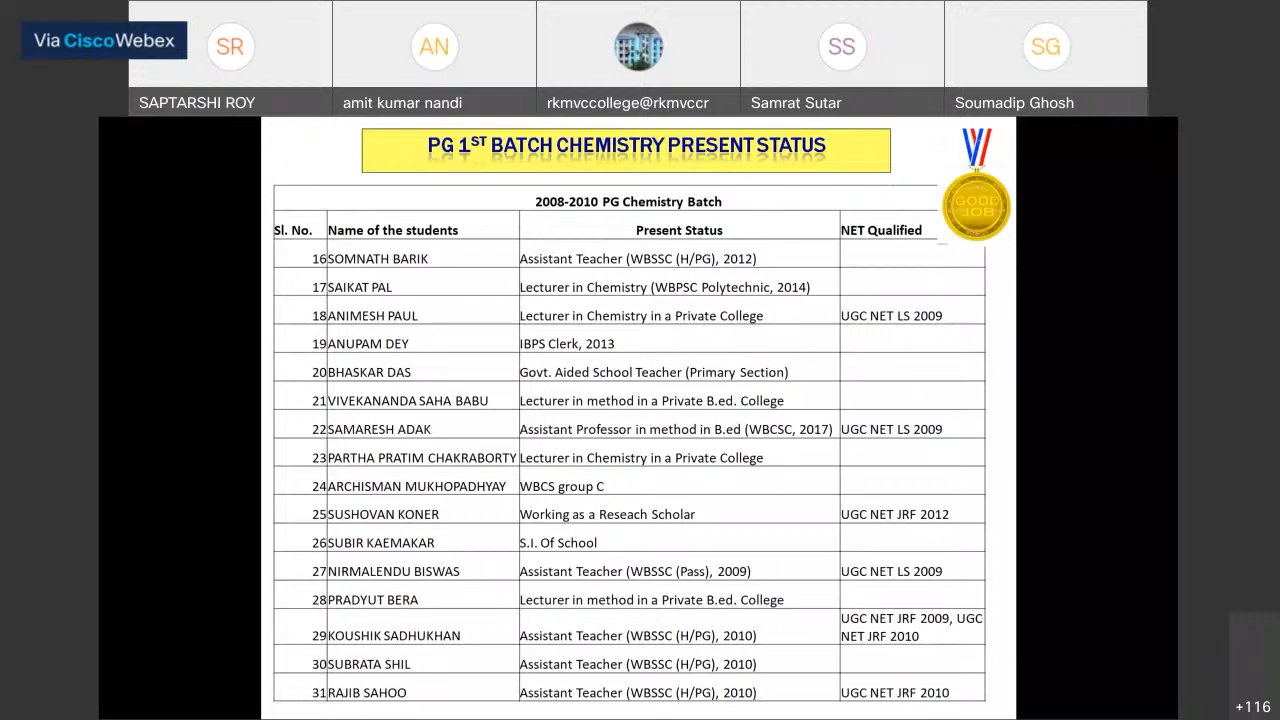 Via Cisco Webex
SR
AN
SS
SG
SAPTARSHI ROY
amit kumar nandi
rkmvccollege@rkmvccr
Samrat Sutar
Soumadip Ghosh
PG 1ST BATCH CHEMISTRY PRESENT STATUS
GOOD
JOB
2008-2010 PG Chemistry Batch
Sl. No. Name of the students Present Status NET Qualified
16 SOMNATH BARIK Assistant Teacher (WBSSC (H/PG), 2012)
17 SAIKAT PAL Lecturer in Chemistry (WBPSC Polytechnic, 2014)
18 ANIMESH PAUL Lecturer in Chemistry in a Private College UGC NET LS 2009
19 ANUPAM DEY IBPS Clerk, 2013
20 BHASKAR DAS Govt. Aided School Teacher (Primary Section)
21 VIVEKANANDA SAHA BABU Lecturer in method in a Private B.ed. College
22 SAMARESH ADAK Assistant Professor in method in B.ed (WBCSC, 2017) UGC NET LS 2009
23 PARTHA PRATIM CHAKRABORTY Lecturer in Chemistry in a Private College
24 ARCHISMAN MUKHOPADHYAY WBCS group C
25 SUSHOVAN KONER Working as a Reseach Scholar UGC NET JRF 2012
26 SUBIR KAEMAKAR S.I. Of School
27 NIRMALENDU BISWAS Assistant Teacher (WBSSC (Pass), 2009) UGC NET LS 2009
28 PRADYUT BERA Lecturer in method in a Private B.ed. College
29 KOUSHIK SADHUKHAN Assistant Teacher (WBSSC (H/PG), 2010) UGC NET JRF 2009, UGC
NET JRF 2010
30 SUBRATA SHIL Assistant Teacher (WBSSC (H/PG), 2010)
31 RAJIB SAHOO Assistant Teacher (WBSSC (H/PG), 2010) UGC NET JRF 2010
+116